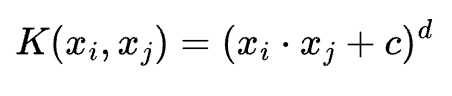 K(x_i, x_j) = (x_i · x_j + c)^d